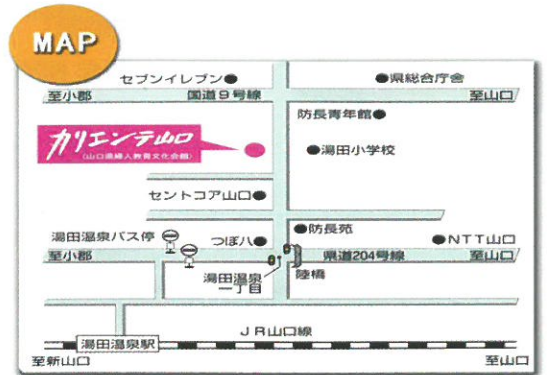 MAP
セブンイレブン●
●県総合庁舎
至小郡
国道9号線
至山口
防長青年館●
カリエンテ山口
(山口県婦人教育文化会館)
●湯田小学校
セントコア山口●
湯田温泉バス停
つぼ八●
●防長苑
●NTT山口
至小郡
県道204号線
至山口
湯田温泉
一丁目
陸橋
JR山口線
湯田温泉駅
至新山口
至山口